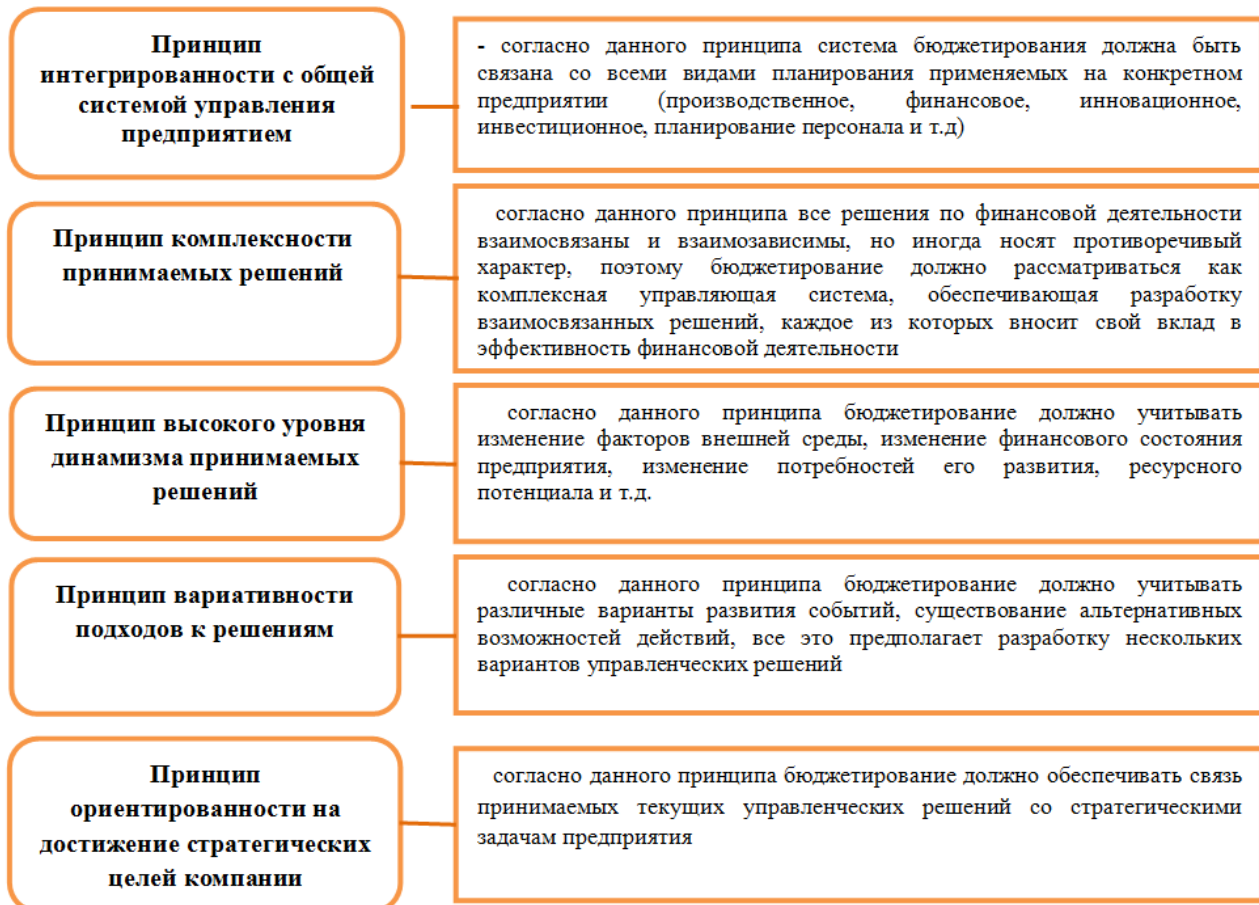 Принцип
интегрированности с общей
системой управления
предприятием
- согласно данного принципа система бюджетирования должна быть
связана со всеми видами планирования применяемых на конкретном
предприятии (производственное, финансовое, инновационное,
инвестиционное, планирование персонала и т.д)
Принцип комплексности
принимаемых решений
согласно данного принципа все решения по финансовой деятельности
взаимосвязаны и взаимозависимы, но иногда носят противоречивый
характер, поэтому бюджетирование должно рассматриваться как
комплексная управляющая система, обеспечивающая разработку
взаимосвязанных решений, каждое из которых вносит свой вклад в
эффективность финансовой деятельности
Принцип высокого уровня
динамизма принимаемых
решений
согласно данного принципа бюджетирование должно учитывать
изменение факторов внешней среды, изменение финансового состояния
предприятия, изменение потребностей его развития, ресурсного
потенциала и т.д.
Принцип вариативности
подходов к решениям
согласно данного принципа бюджетирование должно учитывать
различные варианты развития событий, существование альтернативных
возможностей действий, все это предполагает разработку нескольких
вариантов управленческих решений
Принцип
ориентированности на
достижение стратегических
целей компании
согласно данного принципа бюджетирование должно обеспечивать связь
принимаемых текущих управленческих решений со стратегическими
задачам предприятия